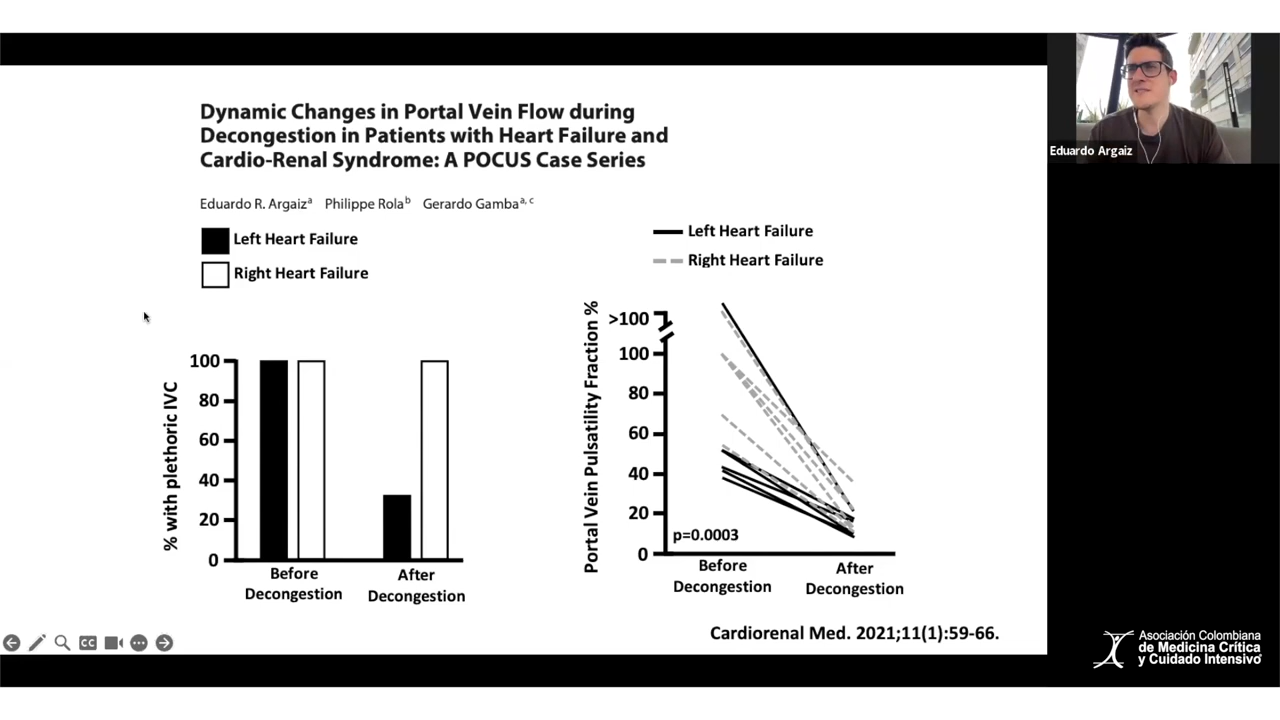 Dynamic Changes in Portal Vein Flow during
Decongestion in Patients with Heart Failure and
Cardio-Renal Syndrome: A POCUS Case Series
Eduardo R. Argaizᵃ Philippe Rolaᵇ Gerardo Gambaᵃ, ᶜ
Left Heart Failure
Right Heart Failure
% with plethoric IVC
100
80
60
40
20
0
Before
Decongestion
After
Decongestion
Left Heart Failure
Right Heart Failure
Portal Vein Pulsatility Fraction %
>100
100
80
60
40
20
0
p=0.0003
Before
Decongestion
After
Decongestion
Cardiorenal Med. 2021;11(1):59-66.
CC
Eduardo Argaiz
Asociación Colombiana
de Medicina Crítica
y Cuidado Intensivo